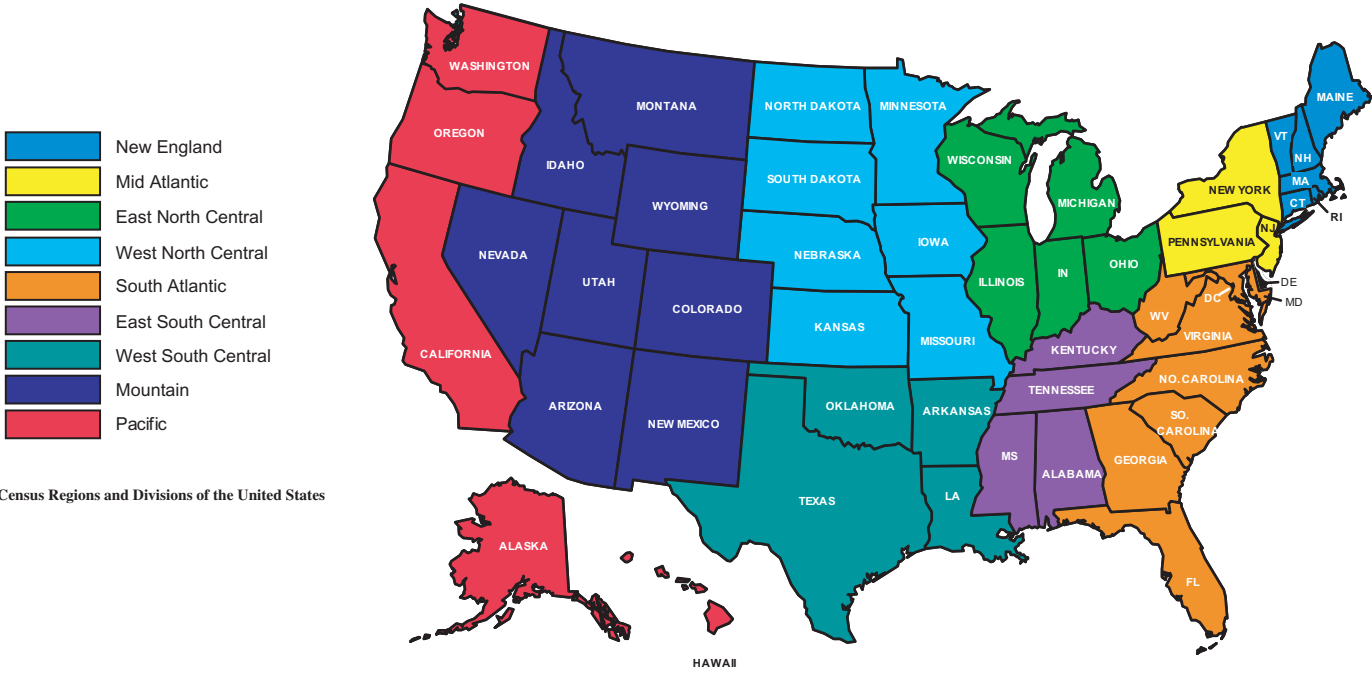 New England
Mid Atlantic
East North Central
West North Central
South Atlantic
East South Central
West South Central
Mountain
Pacific
Census Regions and Divisions of the United States
WASHINGTON
OREGON
CALIFORNIA
IDAHO
MONTANA
WYOMING
NEVADA
UTAH
COLORADO
ARIZONA
NEW MEXICO
NORTH DAKOTA
MINNESOTA
SOUTH DAKOTA
NEBRASKA
IOWA
KANSAS
MISSOURI
OKLAHOMA
ARKANSAS
TEXAS
LA
WISCONSIN
MICHIGAN
ILLINOIS
IN
OHIO
KENTUCKY
TENNESSEE
MS
ALABAMA
MAINE
VT
NH
MA
CT
RI
NEW YORK
PENNSYLVANIA
NJ
DE
MD
DC
WV
VIRGINIA
NO. CAROLINA
SO.
CAROLINA
GEORGIA
FL
ALASKA
HAWAII